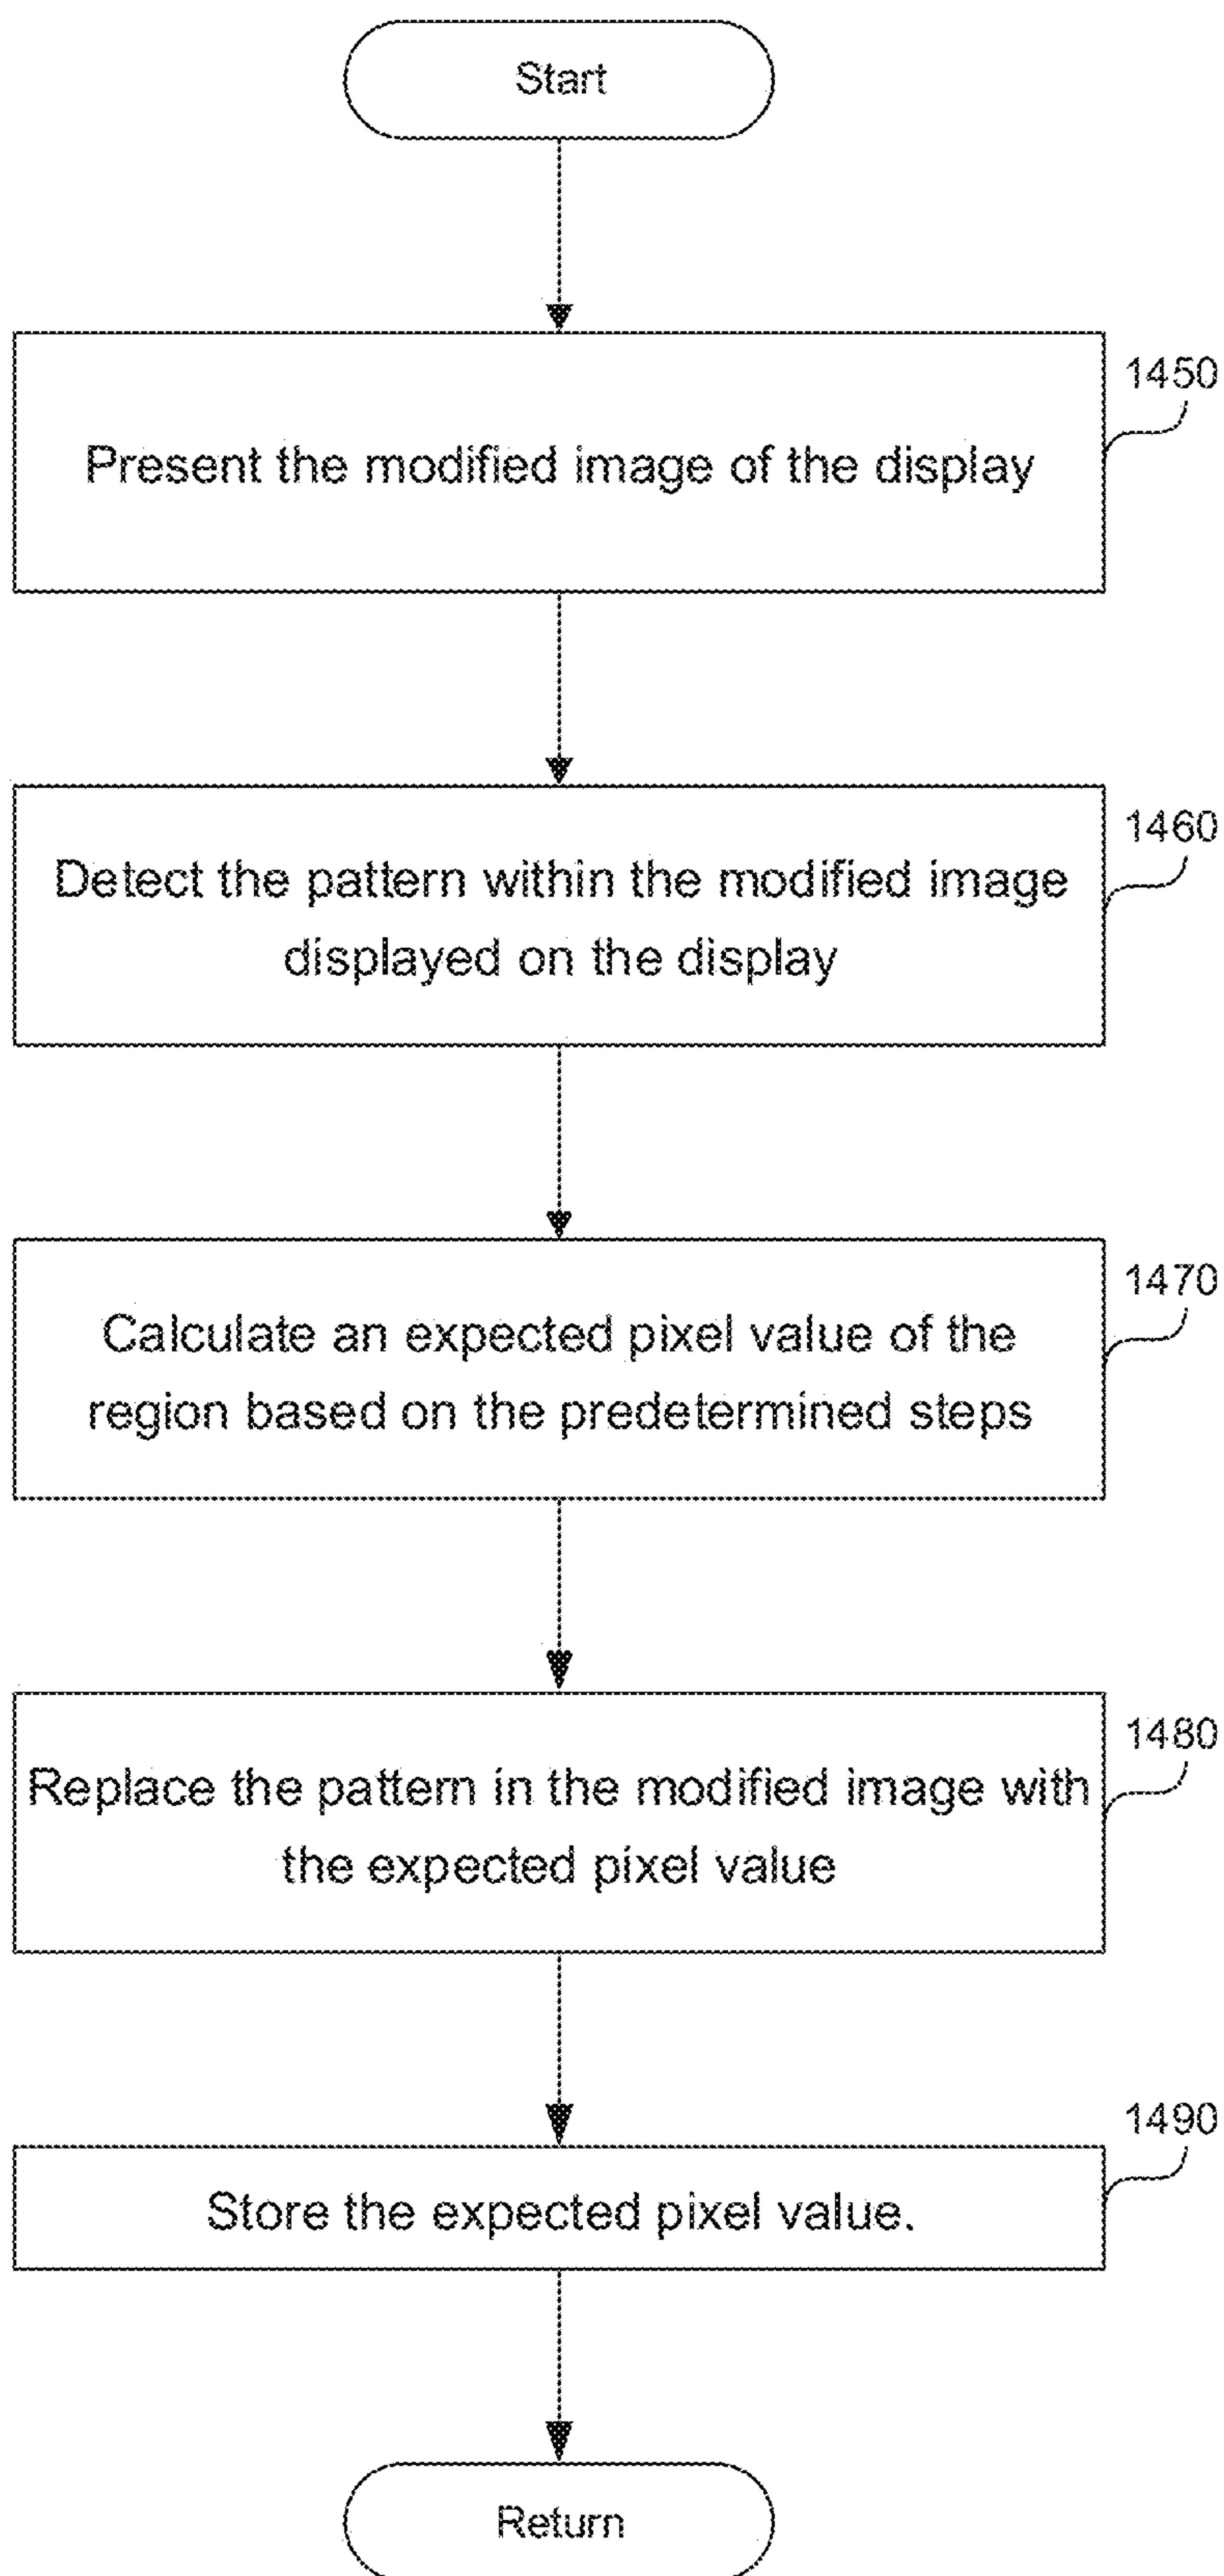 Start
1450
Present the modified image of the display
1460
Detect the pattern within the modified image
displayed on the display
1470
Calculate an expected pixel value of the
region based on the predetermined steps
1480
Replace the pattern in the modified image with
the expected pixel value
1490
Store the expected pixel value.
Return